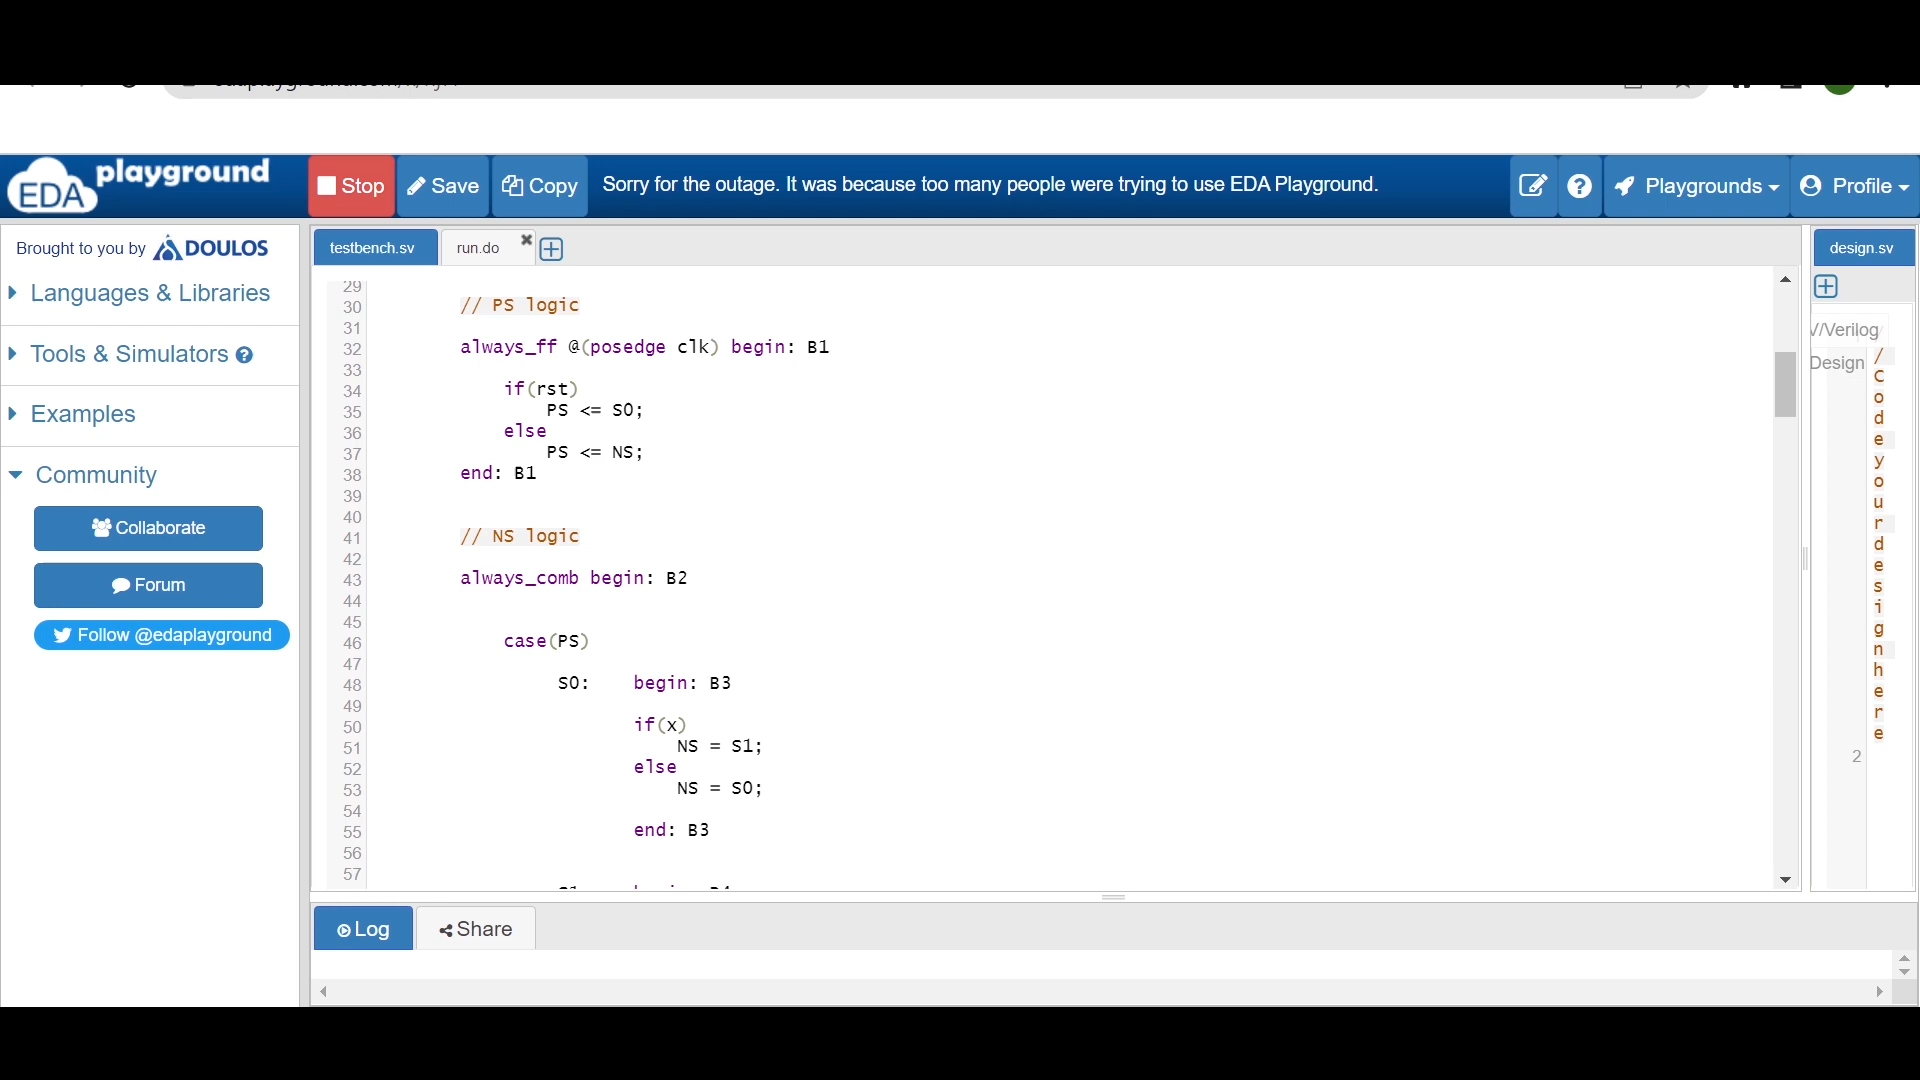 EDA playground
Stop Save Copy Sorry for the outage. It was because too many people were trying to use EDA Playground. Playgrounds Profile
Brought to you by DOULOS
Languages & Libraries
Tools & Simulators
Examples
Community
Collaborate
Forum
Follow @edaplayground
testbench.sv run.do
29
30 // PS logic
31
32 always_ff @(posedge clk) begin: B1
33
34 if(rst)
35 PS <= S0;
36 else
37 PS <= NS;
38 end: B1
39
40
41 // NS logic
42
43 always_comb begin: B2
44
45
46 case(PS)
47
48 S0: begin: B3
49
50 if(x)
51 NS = S1;
52 else
53 NS = S0;
54
55 end: B3
56
57
design.sv
V/Verilog
Design
/
C
o
d
e
y
o
u
r
d
e
s
i
g
n
h
e
r
e
2
Log Share